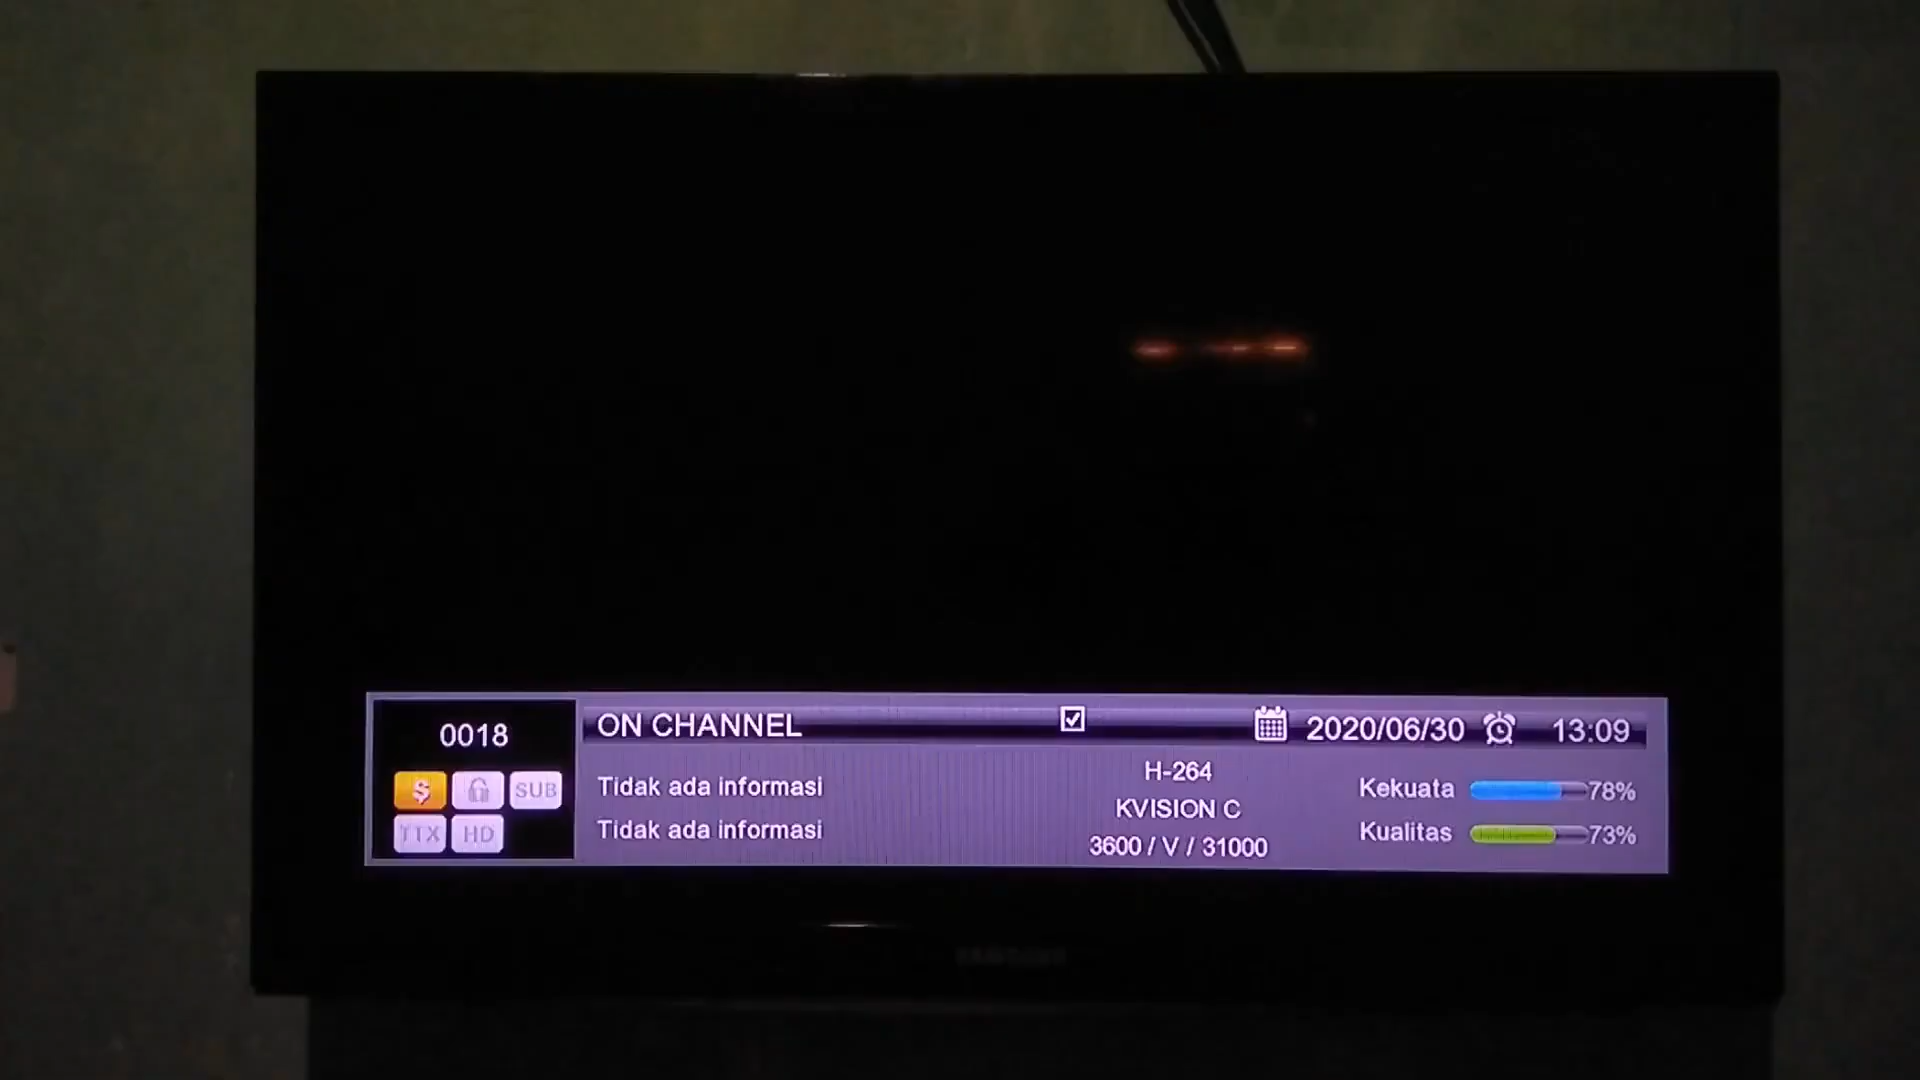 0018
$
SUB
TTX HD
ON CHANNEL
2020/06/30 13:09
Tidak ada informasi
Tidak ada informasi
H-264
KVISION C
3600 / V / 31000
Kekuata 78%
Kualitas 73%